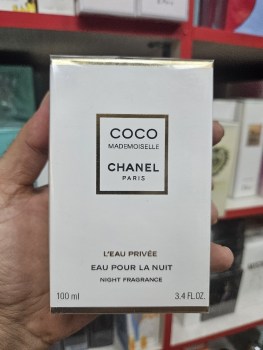 COCO
MADEMOISELLE
CHANEL
PARIS
L'EAU PRIVÉE
EAU POUR LA NUIT
NIGHT FRAGRANCE
100 ml 3.4 FL.OZ.